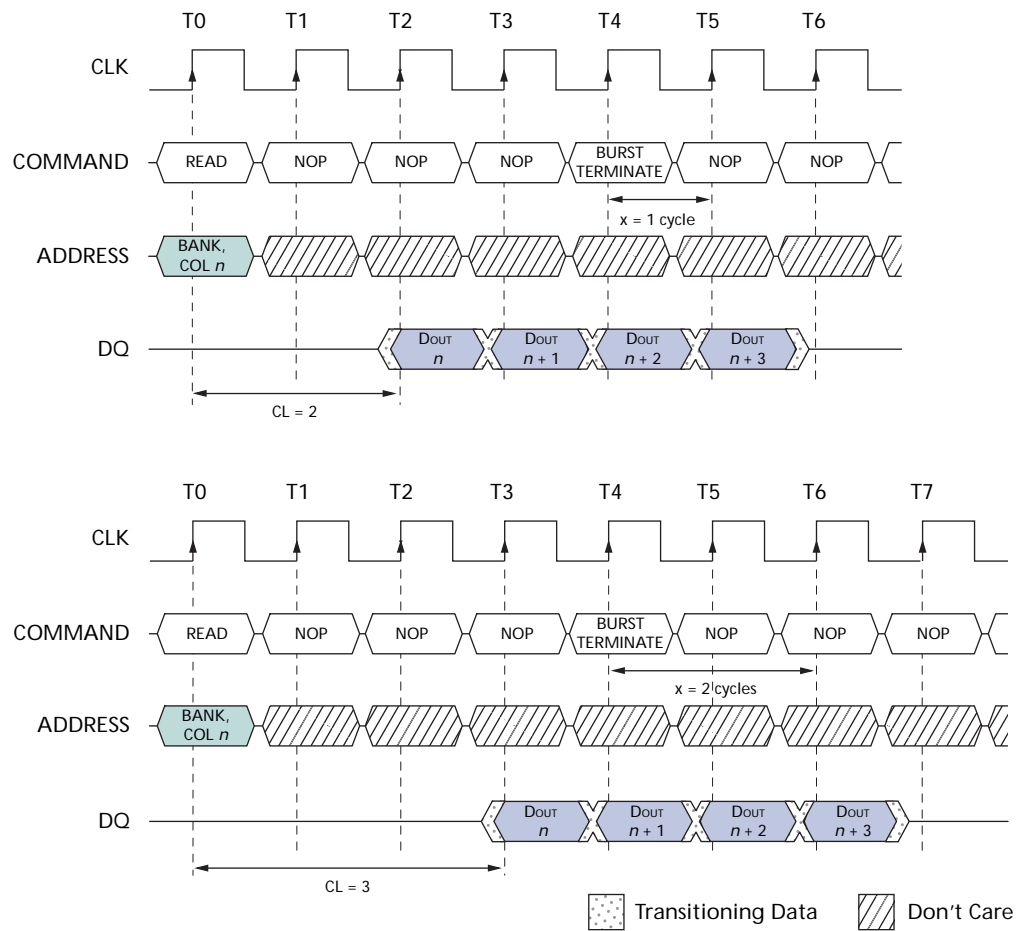 T0 T1 T2 T3 T4 T5 T6
CLK
COMMAND READ NOP NOP NOP BURST TERMINATE NOP NOP
x = 1 cycle
ADDRESS BANK, COL n
DQ DOUT n DOUT n + 1 DOUT n + 2 DOUT n + 3
CL = 2
T0 T1 T2 T3 T4 T5 T6 T7
CLK
COMMAND READ NOP NOP NOP BURST TERMINATE NOP NOP NOP
x = 2 cycles
ADDRESS BANK, COL n
DQ DOUT n DOUT n + 1 DOUT n + 2 DOUT n + 3
CL = 3
Transitioning Data Don't Care